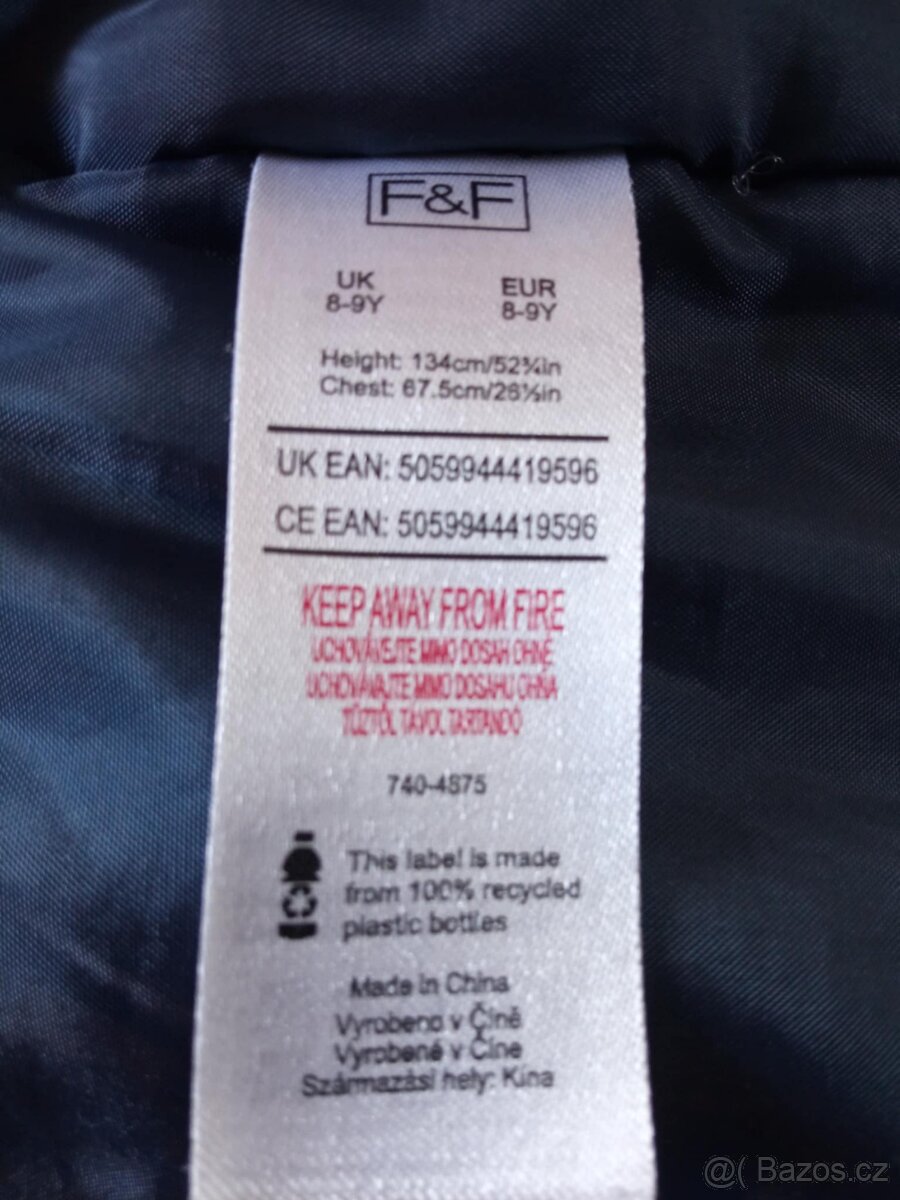 F&F
UK EUR
8-9Y 8-9Y
Height: 134cm/52¾in
Chest: 67.5cm/26½in
UK EAN: 5059944419596
CE EAN: 5059944419596
KEEP AWAY FROM FIRE
UCHOVÁVEJTE MIMO DOSAH OHNĚ
UCHOVÁVAJTE MIMO DOSAHU OHŇA
TŰZTŐL TÁVOL TARTANDÓ
740-4875
This label is made
from 100% recycled
plastic bottles
Made in China
Vyrobeno v Číně
Vyrobené v Číne
Származási hely: Kína
@( Bazos.cz